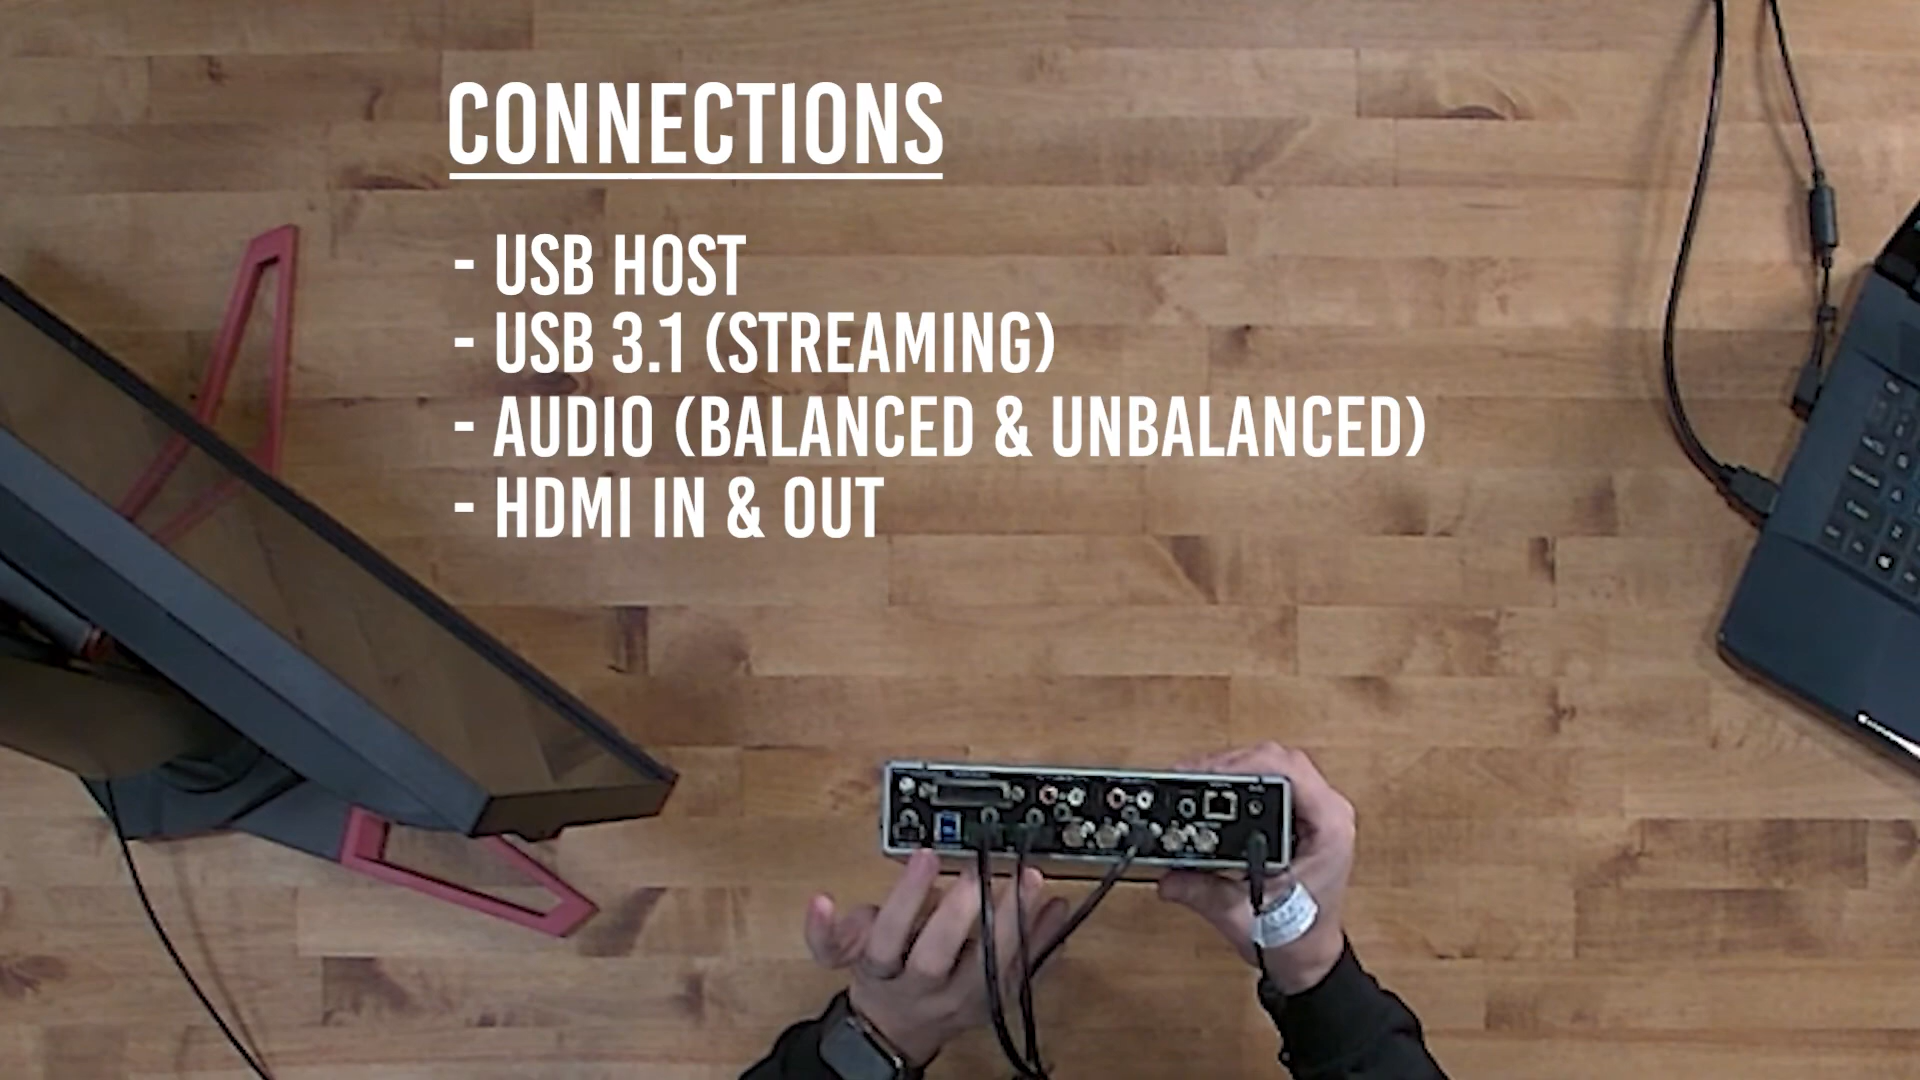 CONNECTIONS
- USB HOST
- USB 3.1 (STREAMING)
- AUDIO (BALANCED & UNBALANCED)
- HDMI IN & OUT